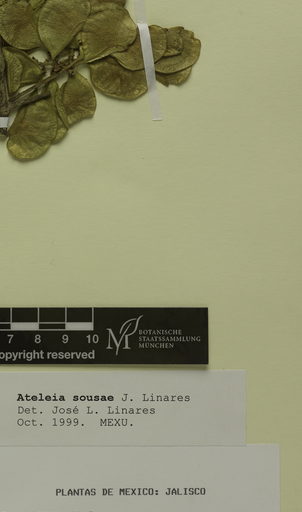 7 8 9 10
opyright reserved
M
BOTANISCHE
STAATSSAMMLUNG
MÜNCHEN
Ateleia sousae J. Linares
Det. José L. Linares
Oct. 1999. MEXU.
PLANTAS DE MEXICO: JALISCO